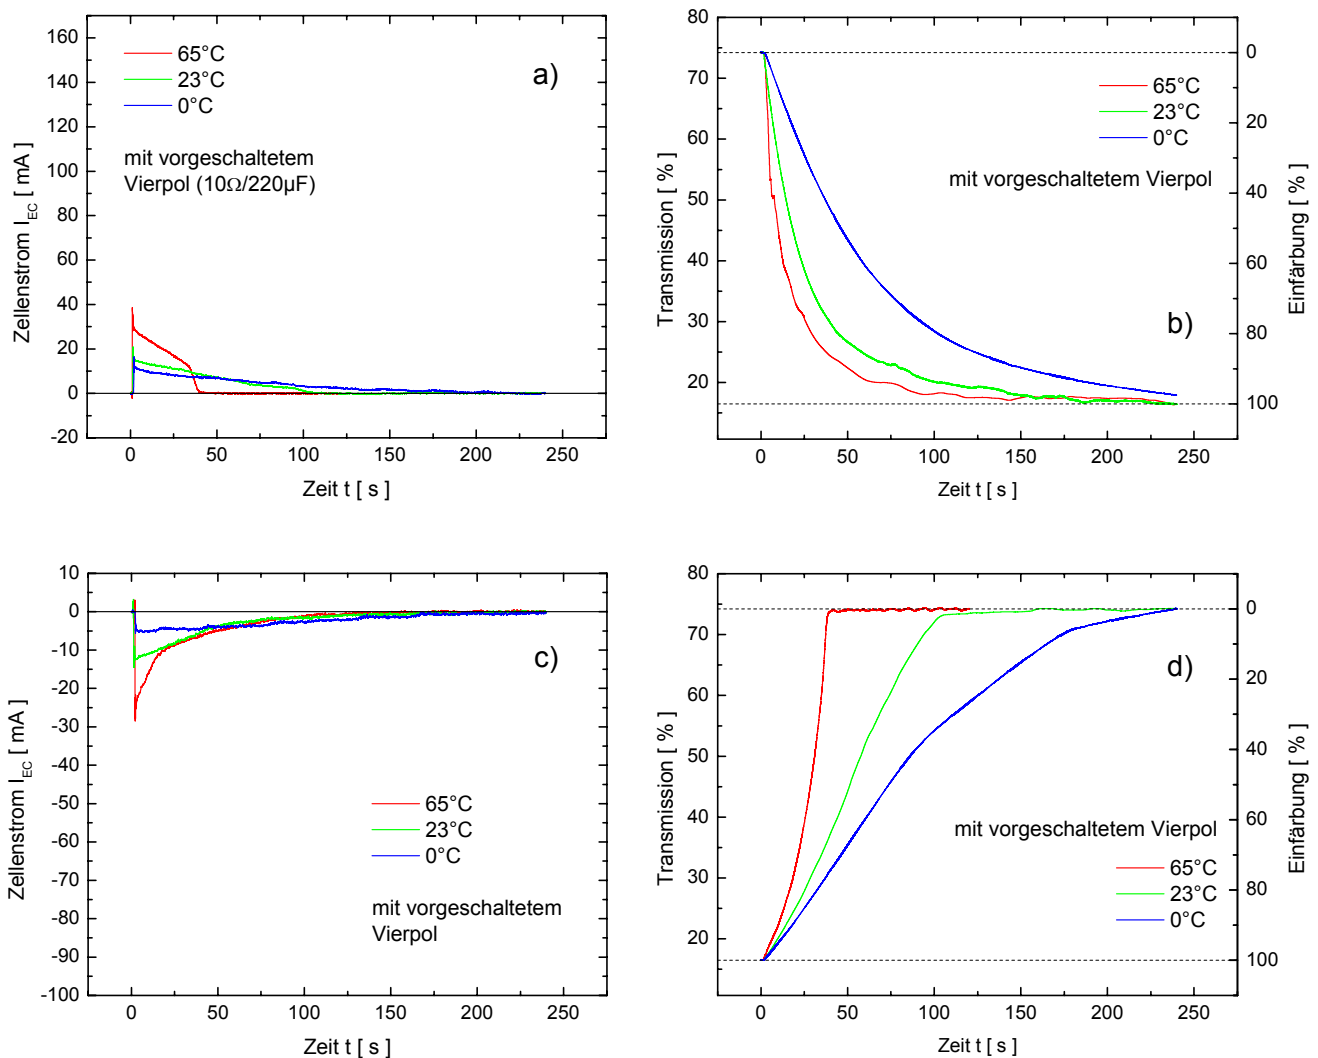 160
140
120
100
80
60
40
20
0
-20
Zellenstrom I_EC [ mA ]
65°C
23°C
0°C
a)
mit vorgeschaltetem
Vierpol (10Ω/220µF)
0 50 100 150 200 250
Zeit t [ s ]
80
70
60
50
40
30
20
Transmission [ % ]
65°C
23°C
0°C
mit vorgeschaltetem Vierpol
b)
0
20
40
60
80
100
Einfärbung [ % ]
0 50 100 150 200 250
Zeit t [ s ]
10
0
-10
-20
-30
-40
-50
-60
-70
-80
-90
-100
Zellenstrom I_EC [ mA ]
c)
65°C
23°C
0°C
mit vorgeschaltetem
Vierpol
0 50 100 150 200 250
Zeit t [ s ]
80
70
60
50
40
30
20
Transmission [ % ]
d)
mit vorgeschaltetem Vierpol
65°C
23°C
0°C
0
20
40
60
80
100
Einfärbung [ % ]
0 50 100 150 200 250
Zeit t [ s ]